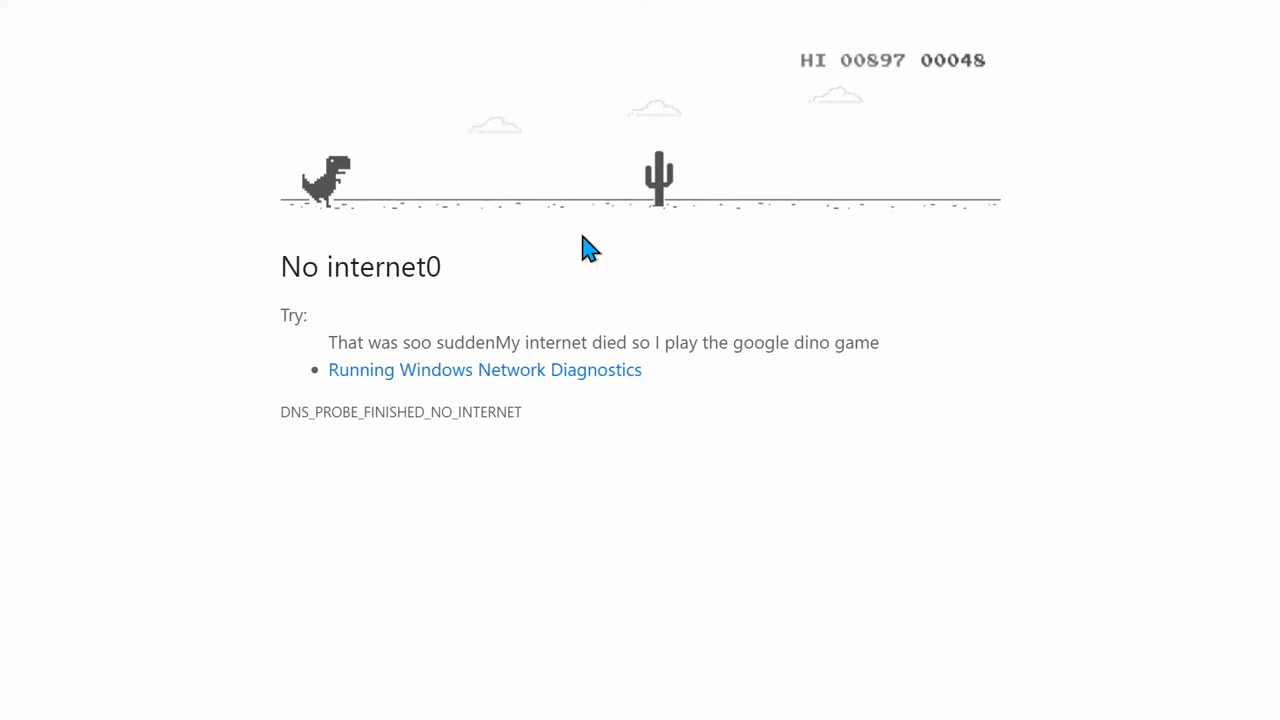 HI 00897 00048
No internet0
Try:
That was soo suddenMy internet died so I play the google dino game
Running Windows Network Diagnostics
DNS_PROBE_FINISHED_NO_INTERNET